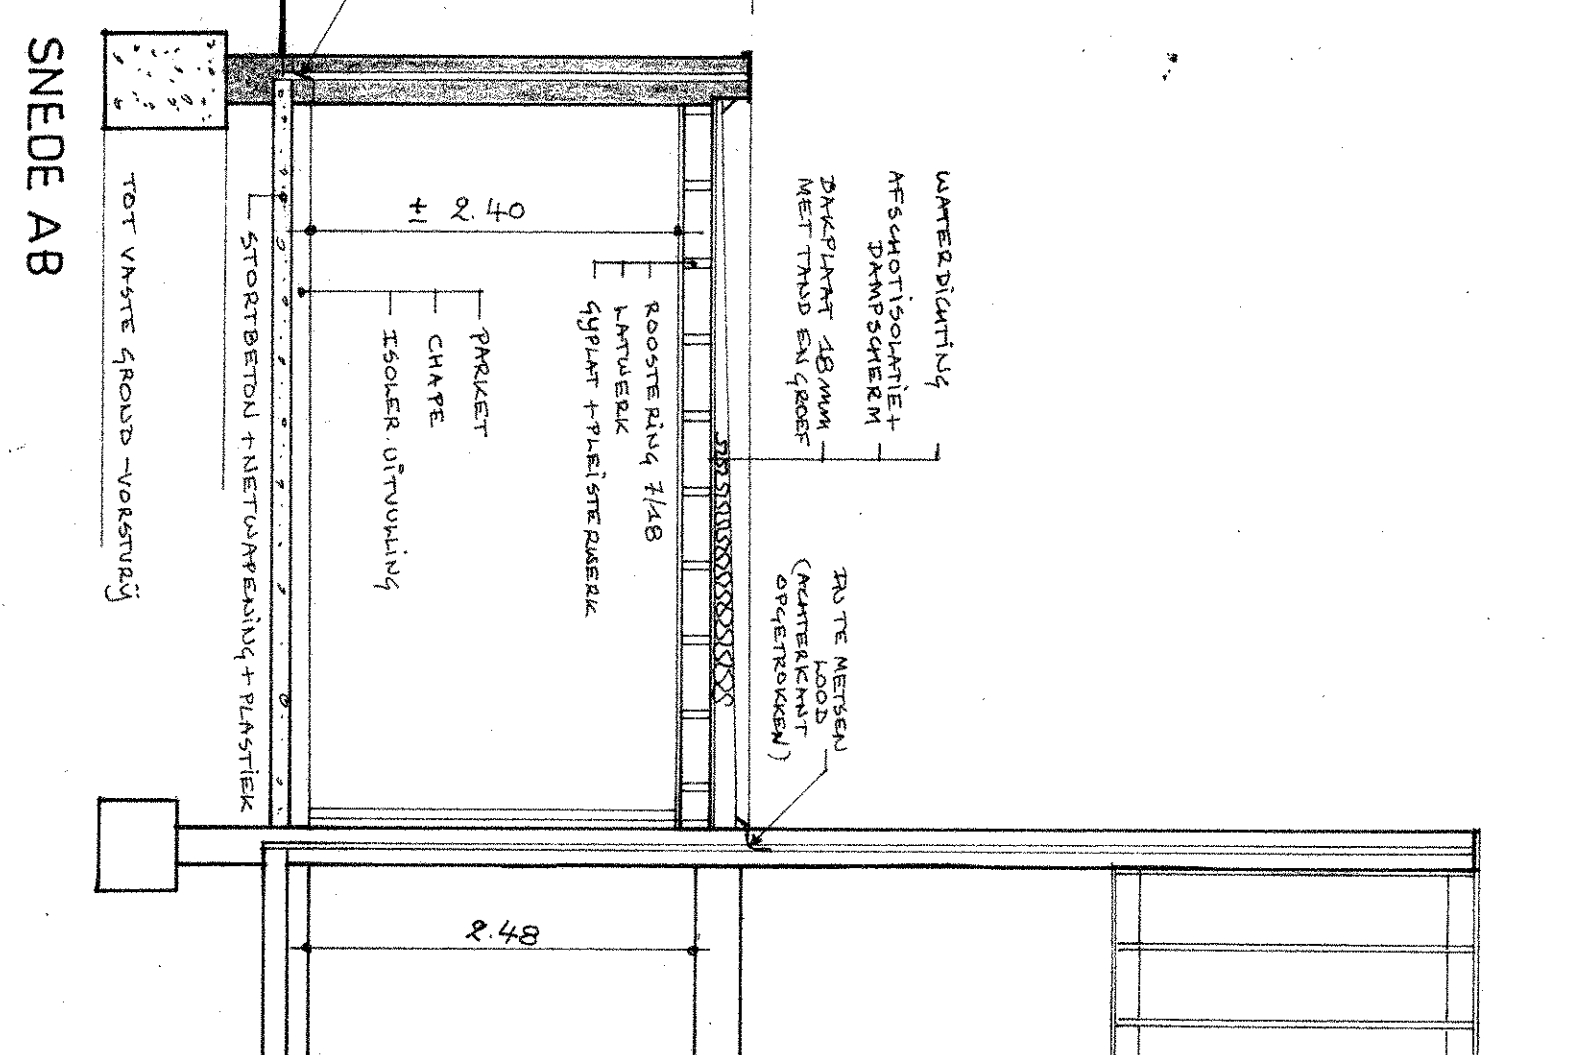 WATERDICHTING
AFSCHOTISOLATIE+
DAMPSCHERM
DAKPLAAT 18MM
MET TAND EN GROEF
IN TE METSEN
LOOD
(ACHTERKANT
OPGETROKKEN)
ROOSTERING 7/18
LATWERK
GYPLAT + PLEISTERWERK
± 2.40
2.48
PARKET
CHAPE
ISOLER. UITVULLING
STORTBETON + NETWAPENING + PLASTIEK
TOT VASTE GROND - VORSTVRIJ
SNEDE AB